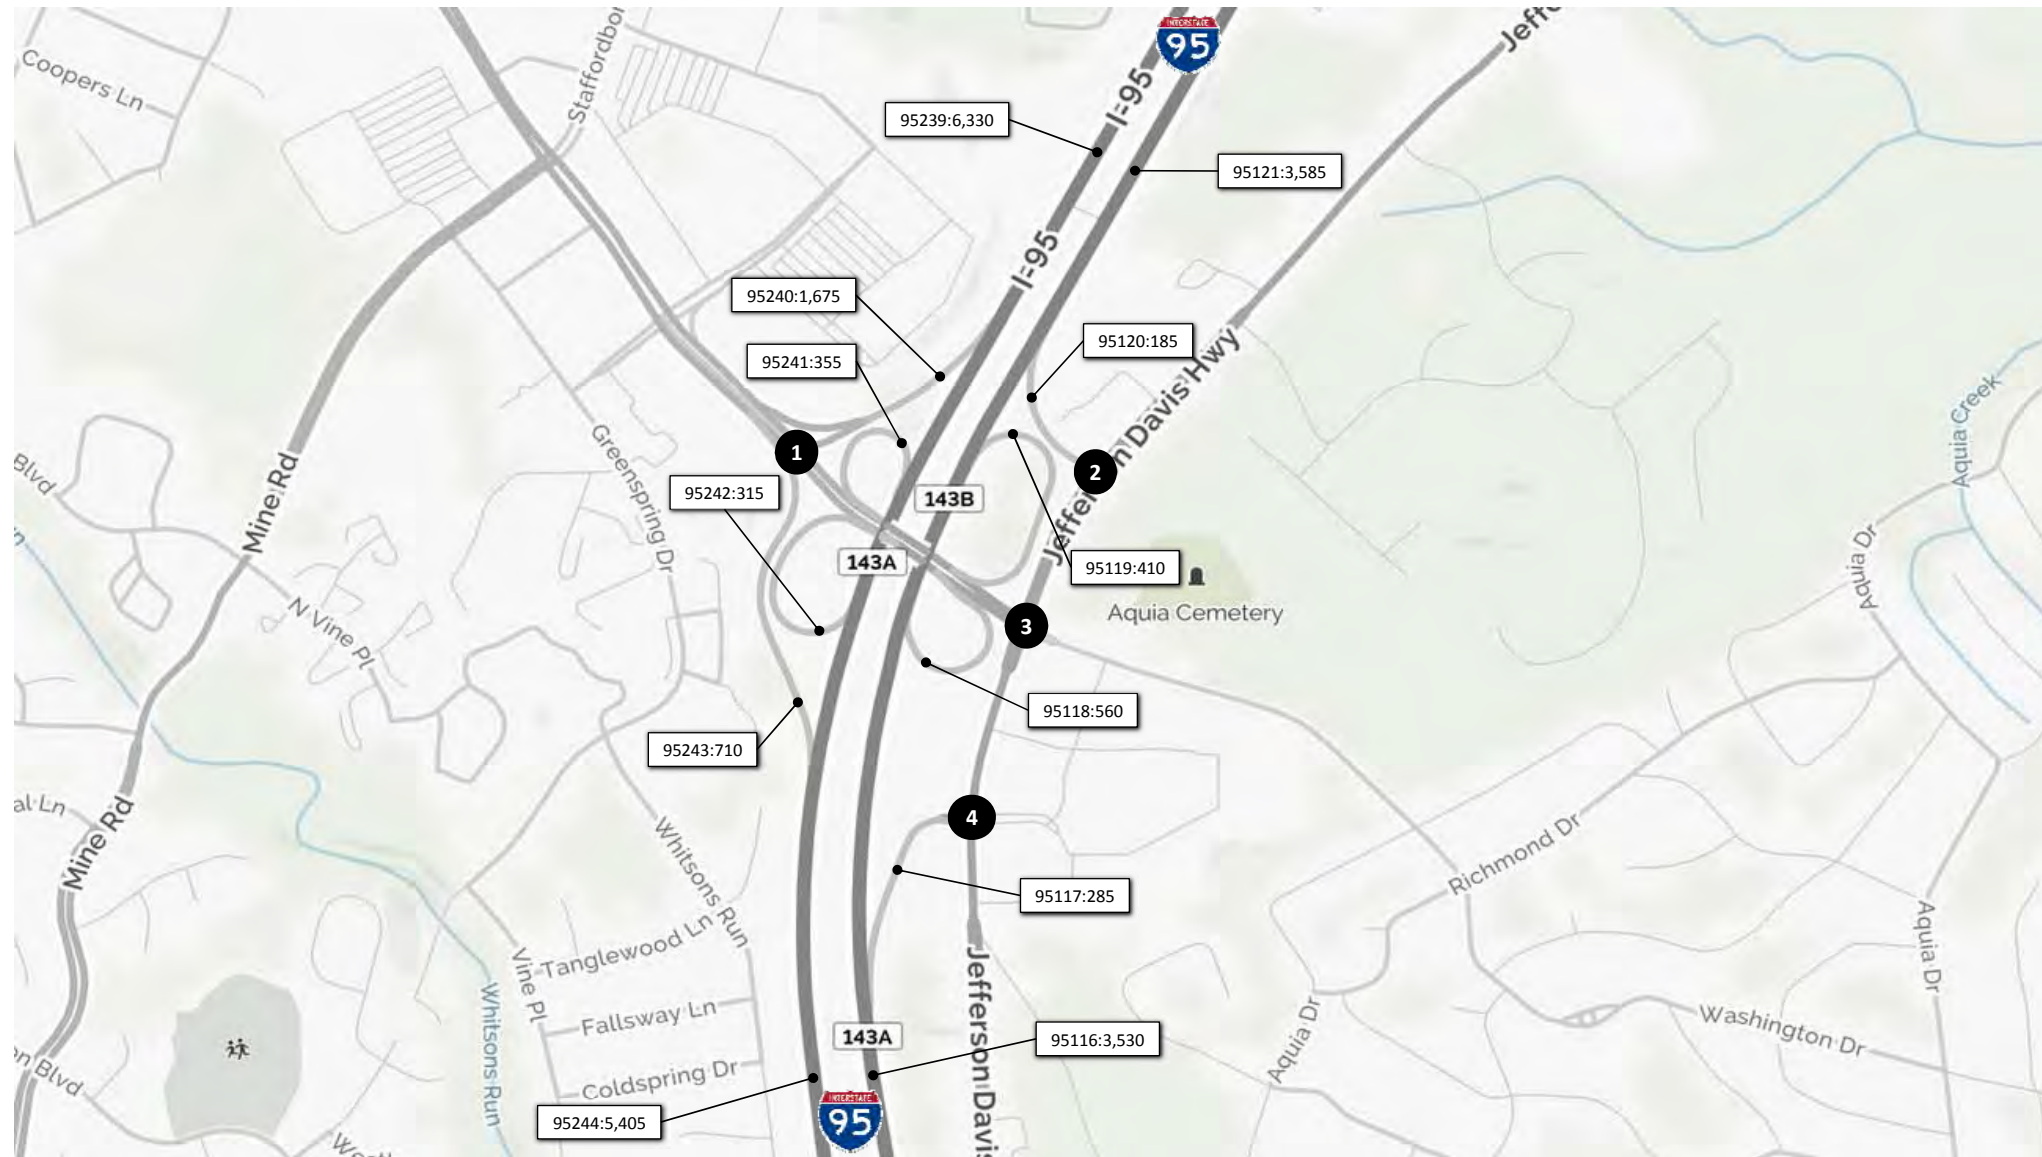 Coopers Ln
Staffordbor
INTERSTATE
95
Jeffe
I-95
95239:6,330
95121:3,585
I-95
95240:1,675
95241:355
95120:185
Jefferson Davis Hwy
Aquia Creek
1
2
Blvd
Mine Rd
Greenspring Dr
95242:315
143B
143A
95119:410
Aquia Cemetery
Aquia Dr
N Vine Pl
3
95118:560
95243:710
al Ln
Mine Rd
4
Whitsons Run
Richmond Dr
95117:285
Tanglewood Ln
Vine Pl
Aquia Dr
Whitsons Run
Fallsway Ln
Jefferson Davis
143A
95116:3,530
Aquia Dr
Washington Dr
on Blvd
Coldspring Dr
95244:5,405
INTERSTATE
95